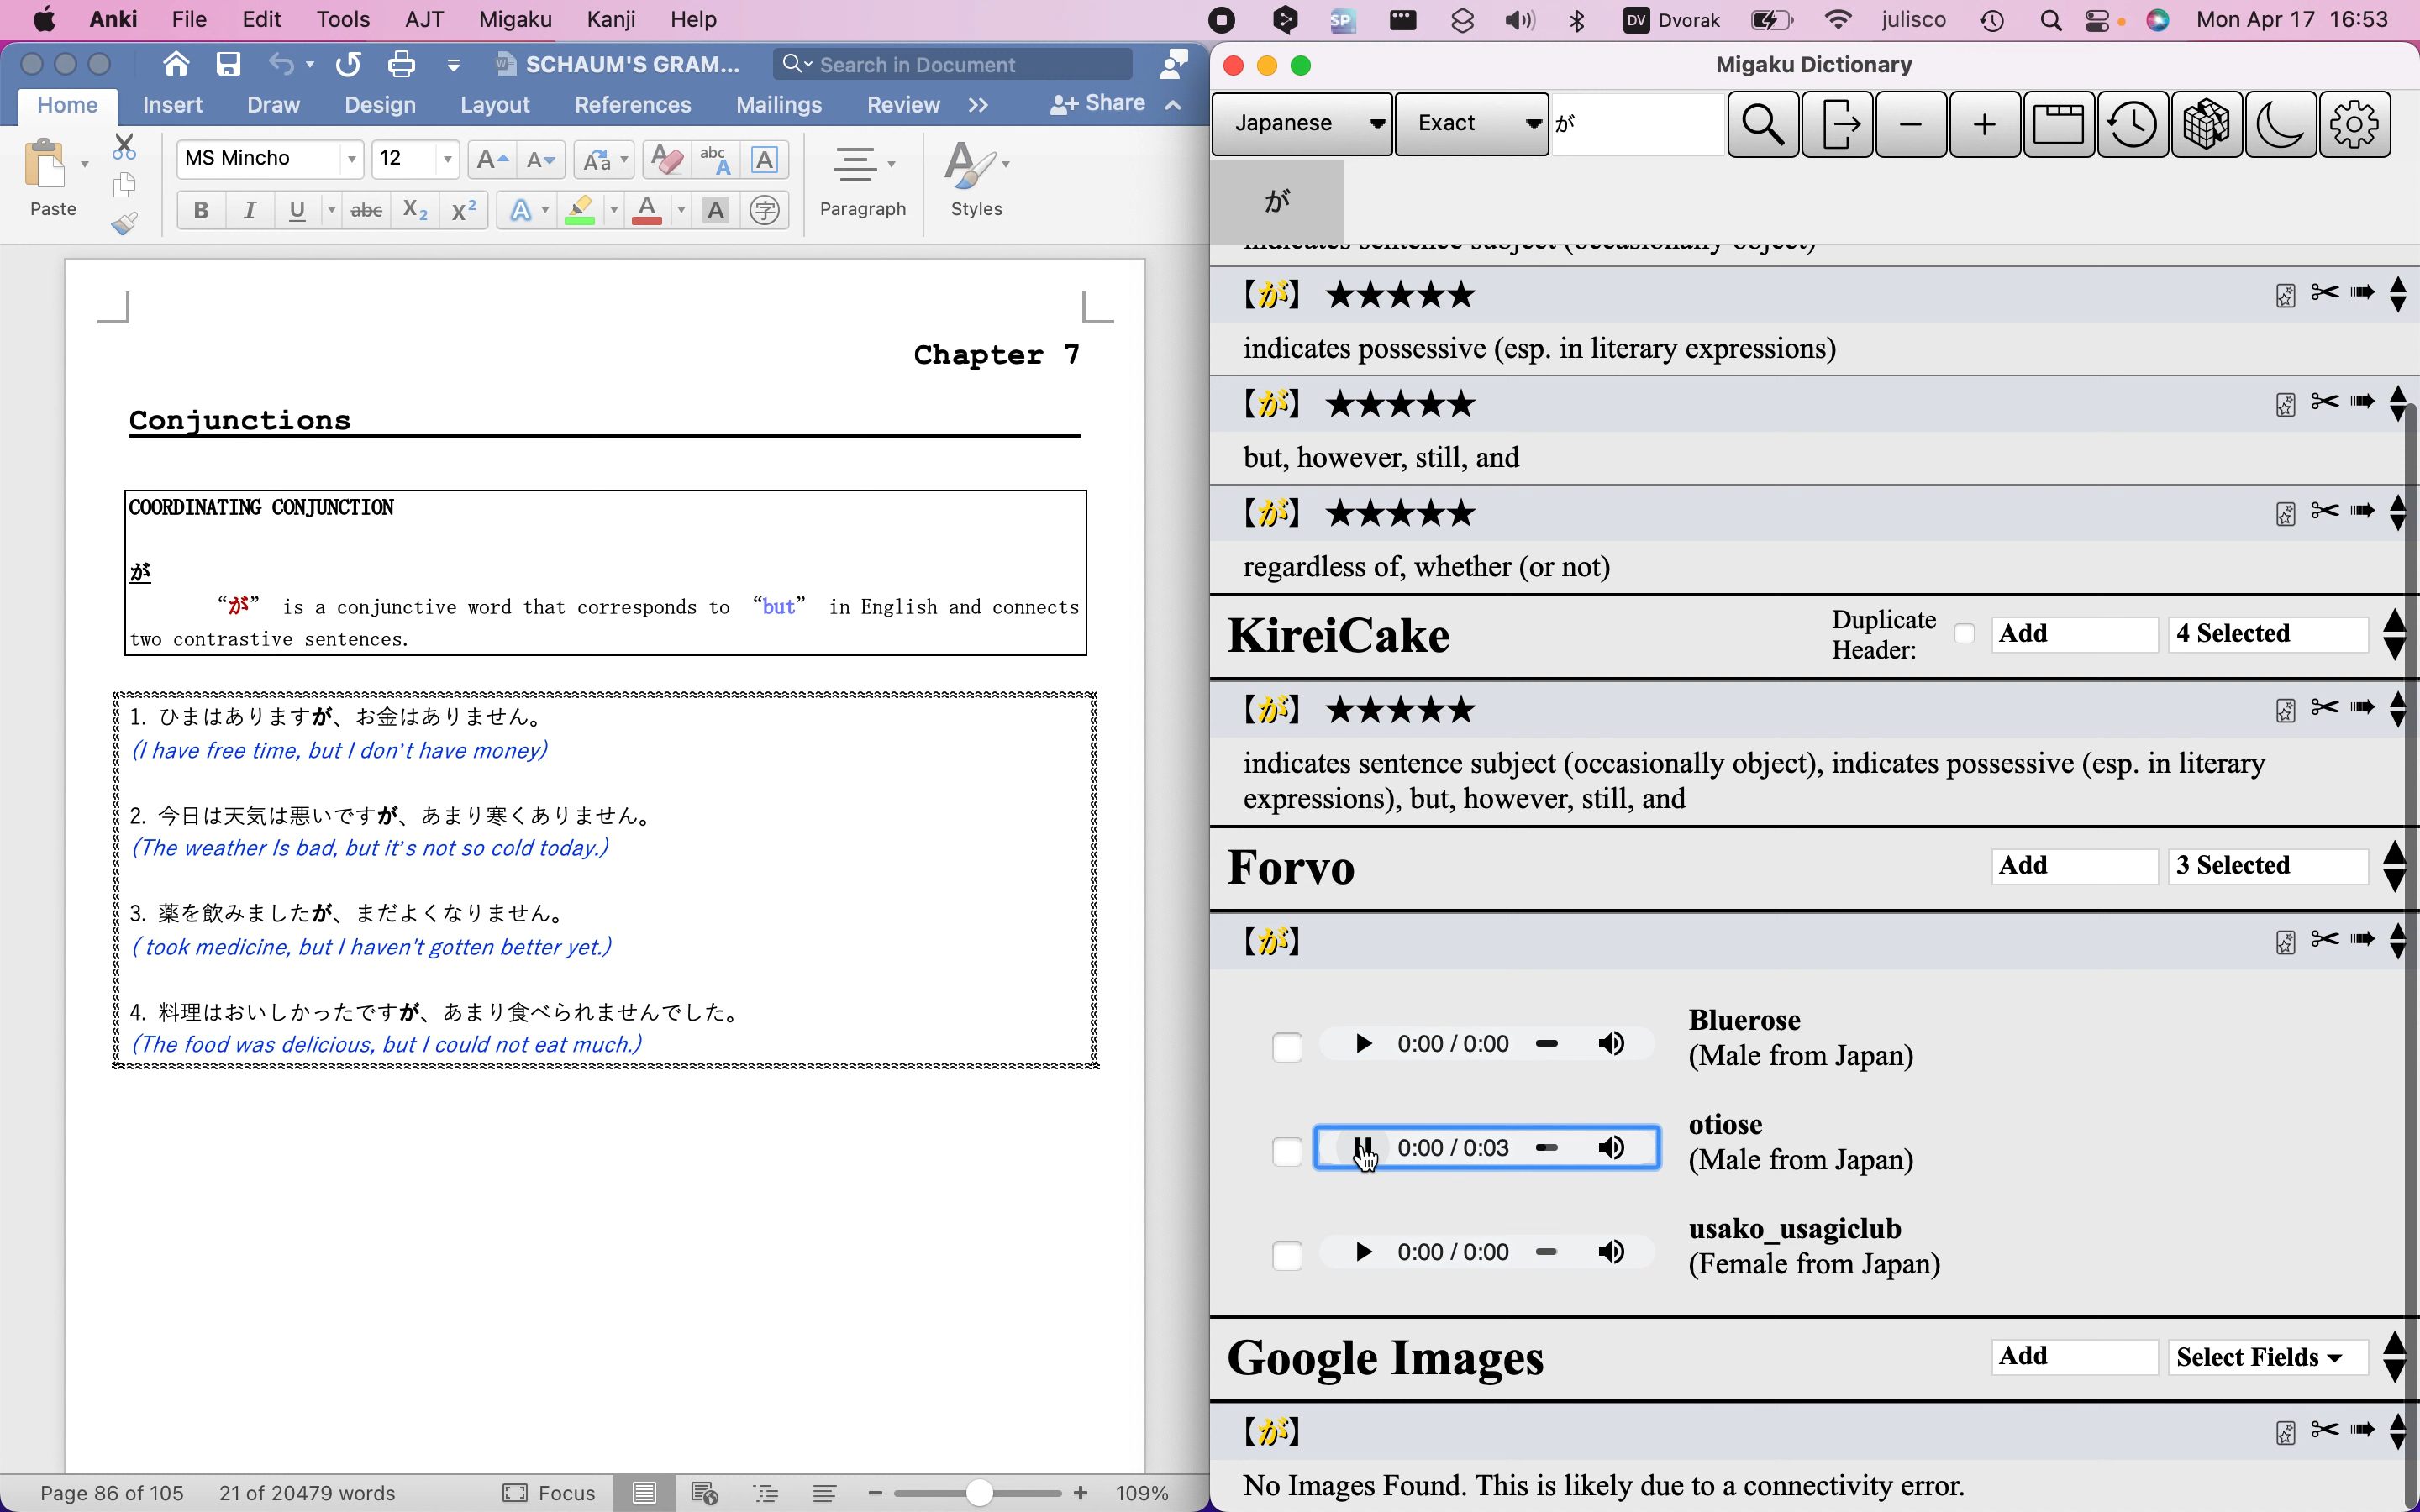 Anki File Edit Tools AJT Migaku Kanji Help
SP DV Dvorak julisco Mon Apr 17 16:53
SCHAUM'S GRAM... Search in Document
Home Insert Draw Design Layout References Mailings Review >> Share
MS Mincho 12
Paste
B I U abc X2 X2 A A A 字
Paragraph
Styles
Chapter 7
Conjunctions
COORDINATING CONJUNCTION
が
“が” is a conjunctive word that corresponds to “but” in English and connects
two contrastive sentences.
1. ひまはありますが、お金はありません。
(I have free time, but I don’t have money)
2. 今日は天気は悪いですが、あまり寒くありません。
(The weather Is bad, but it’s not so cold today.)
3. 薬を飲みましたが、まだよくなりません。
( took medicine, but I haven't gotten better yet.)
4. 料理はおいしかったですが、あまり食べられませんでした。
(The food was delicious, but I could not eat much.)
Page 86 of 105 21 of 20479 words Focus 109%
Migaku Dictionary
Japanese Exact が
が
indicates sentence subject (occasionally object)
【が】 ★★★★★
indicates possessive (esp. in literary expressions)
【が】 ★★★★★
but, however, still, and
【が】 ★★★★★
regardless of, whether (or not)
KireiCake Duplicate Header: Add 4 Selected
【が】 ★★★★★
indicates sentence subject (occasionally object), indicates possessive (esp. in literary
expressions), but, however, still, and
Forvo Add 3 Selected
【が】
0:00 / 0:00 Bluerose
(Male from Japan)
0:00 / 0:03 otiose
(Male from Japan)
0:00 / 0:00 usako_usagiclub
(Female from Japan)
Google Images Add Select Fields
【が】
No Images Found. This is likely due to a connectivity error.